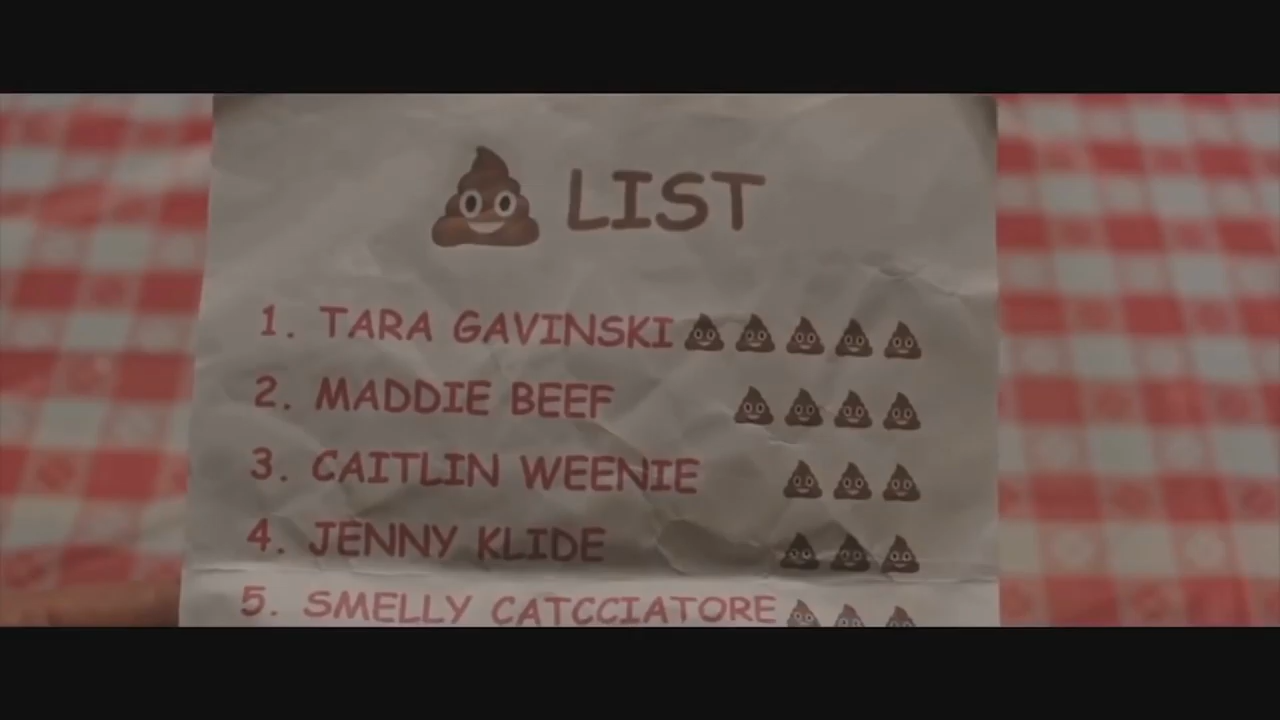 💩 LIST
1. TARA GAVINSKI 💩 💩 💩 💩 💩
2. MADDIE BEEF 💩 💩 💩 💩
3. CAITLIN WEENIE 💩 💩 💩
4. JENNY KLIDE 💩 💩 💩
5. SMELLY CATCCIATORE 💩 💩 💩